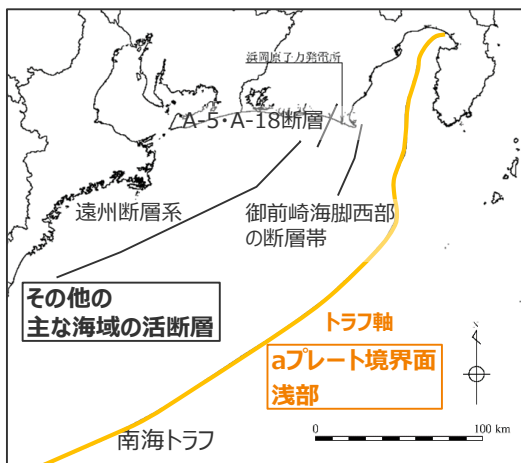 浜岡原子力発電所
A-5・A-18断層
遠州断層系
御前崎海脚西部
の断層帯
その他の
主な海域の活断層
トラフ軸
aプレート境界面
浅部
N
南海トラフ
0
100 km